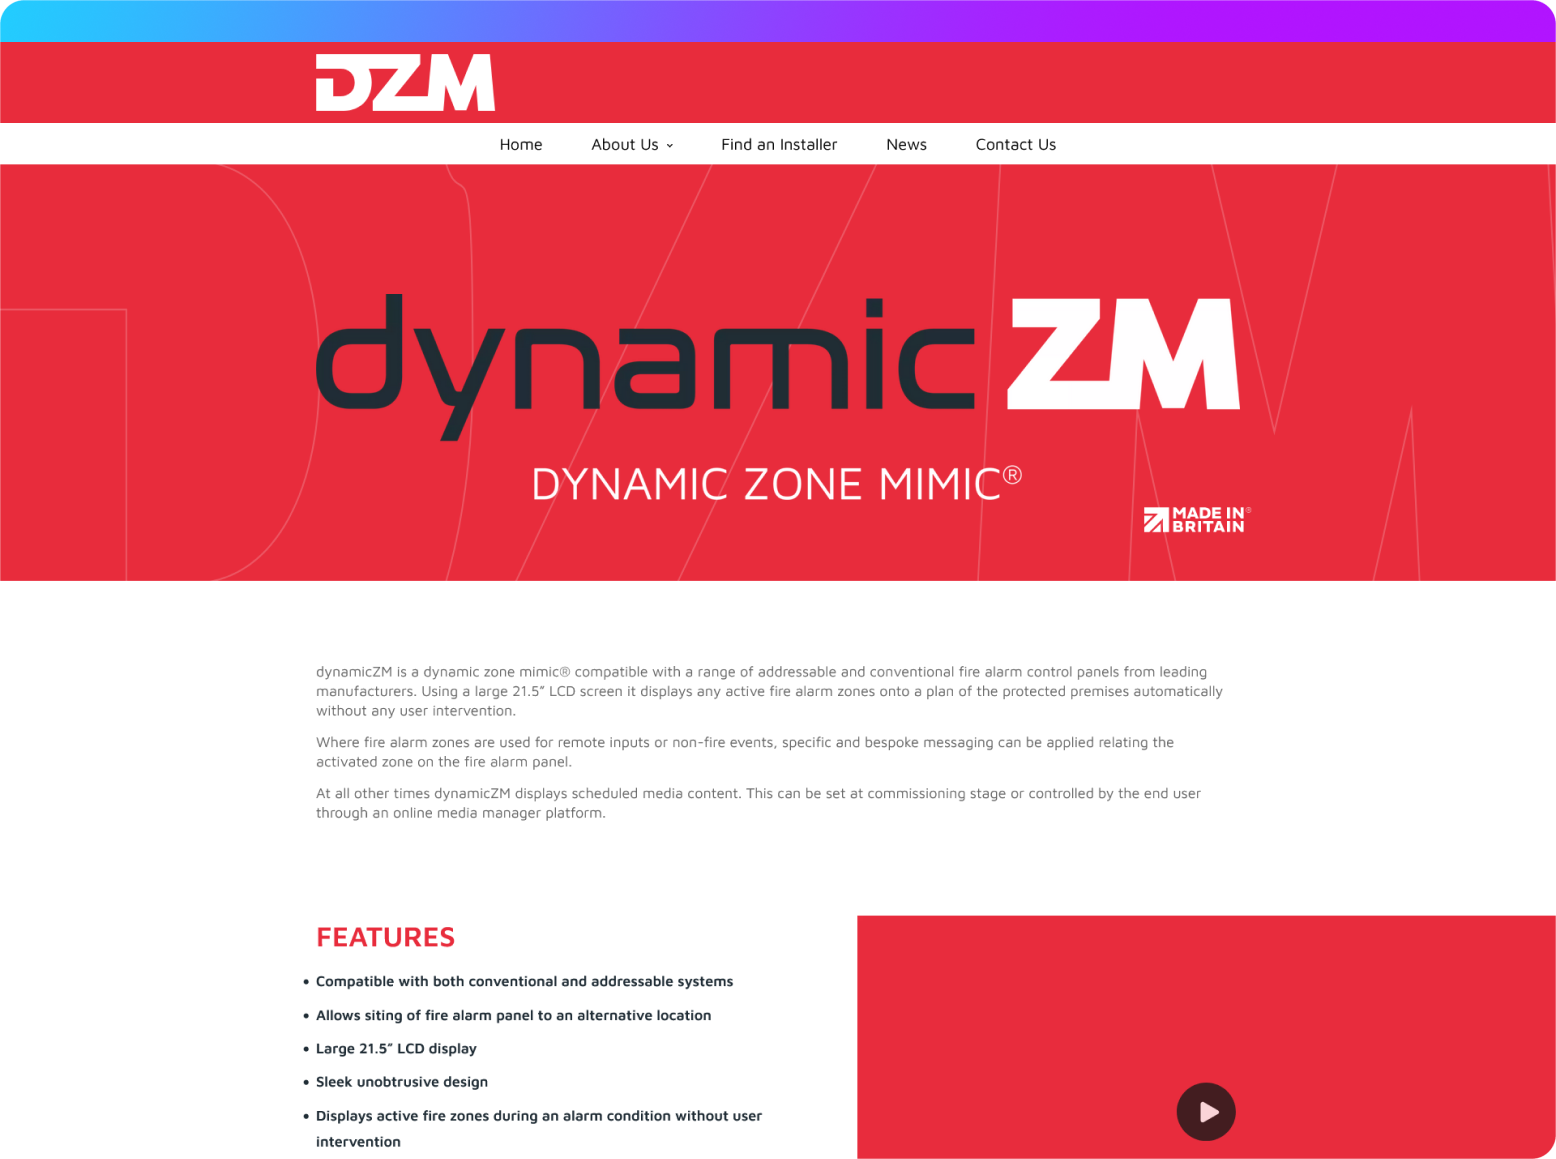 DZM
Home About Us Find an Installer News Contact Us
dynamic ZM
DYNAMIC ZONE MIMIC®
MADE IN®
BRITAIN
dynamicZM is a dynamic zone mimic® compatible with a range of addressable and conventional fire alarm control panels from leading
manufacturers. Using a large 21.5” LCD screen it displays any active fire alarm zones onto a plan of the protected premises automatically
without any user intervention.
Where fire alarm zones are used for remote inputs or non-fire events, specific and bespoke messaging can be applied relating the
activated zone on the fire alarm panel.
At all other times dynamicZM displays scheduled media content. This can be set at commissioning stage or controlled by the end user
through an online media manager platform.
FEATURES
• Compatible with both conventional and addressable systems
• Allows siting of fire alarm panel to an alternative location
• Large 21.5” LCD display
• Sleek unobtrusive design
• Displays active fire zones during an alarm condition without user
intervention